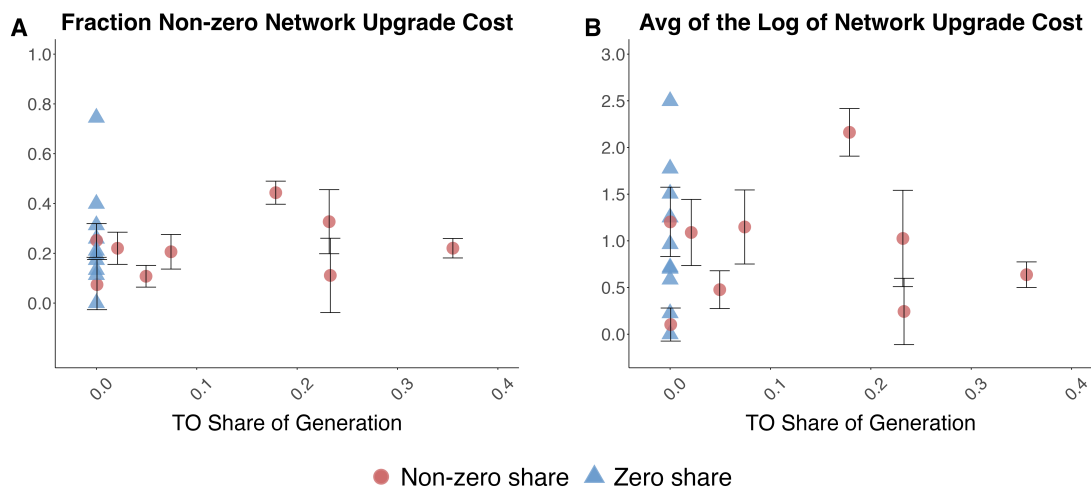 A Fraction Non-zero Network Upgrade Cost
1.0
0.8
0.6
0.4
0.2
0.0
0.0 0.1 0.2 0.3 0.4
TO Share of Generation
B Avg of the Log of Network Upgrade Cost
3.0
2.5
2.0
1.5
1.0
0.5
0.0
0.0 0.1 0.2 0.3 0.4
TO Share of Generation
Non-zero share Zero share